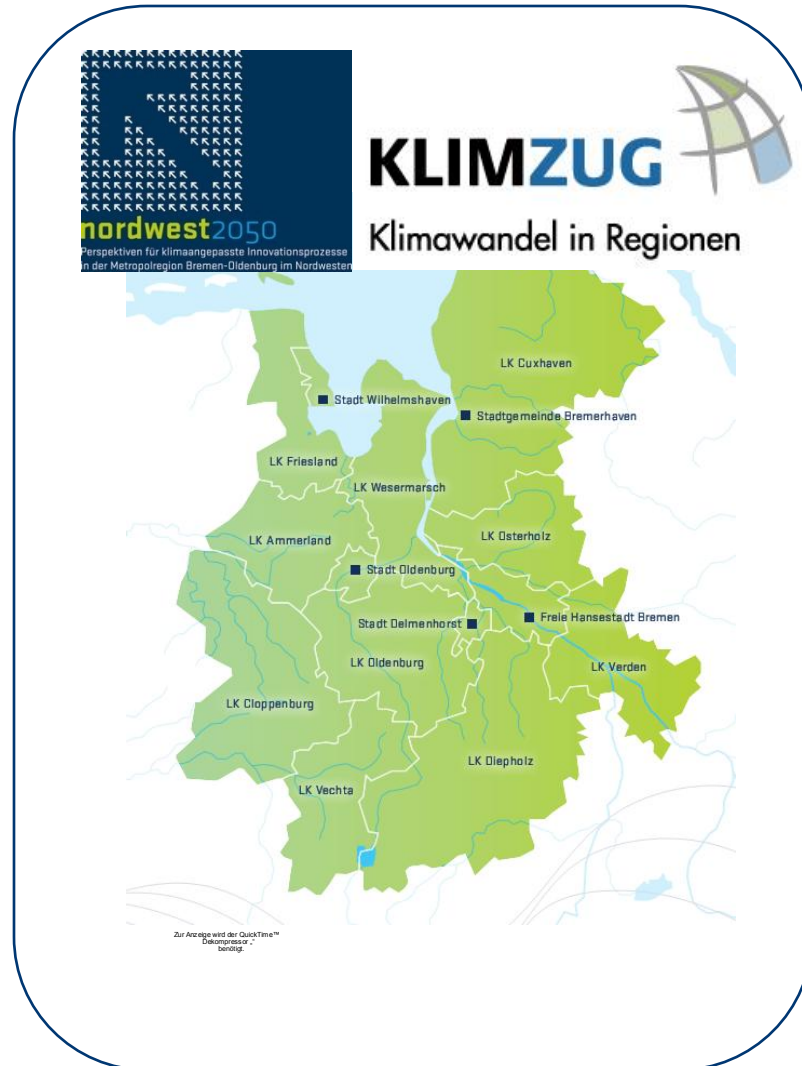 nordwest2050
Perspektiven für klimaangepasste Innovationsprozesse
in der Metropolregion Bremen-Oldenburg im Nordwesten
KLIMZUG
Klimawandel in Regionen
LK Cuxhaven
Stadt Wilhelmshaven
Stadtgemeinde Bremerhaven
LK Friesland
LK Wesermarsch
LK Ammerland
LK Osterholz
Stadt Oldenburg
Stadt Delmenhorst
Freie Hansestadt Bremen
LK Oldenburg
LK Verden
LK Cloppenburg
LK Diepholz
LK Vechta
Zur Anzeige wird der QuickTime™
Dekompressor „“
benötigt.